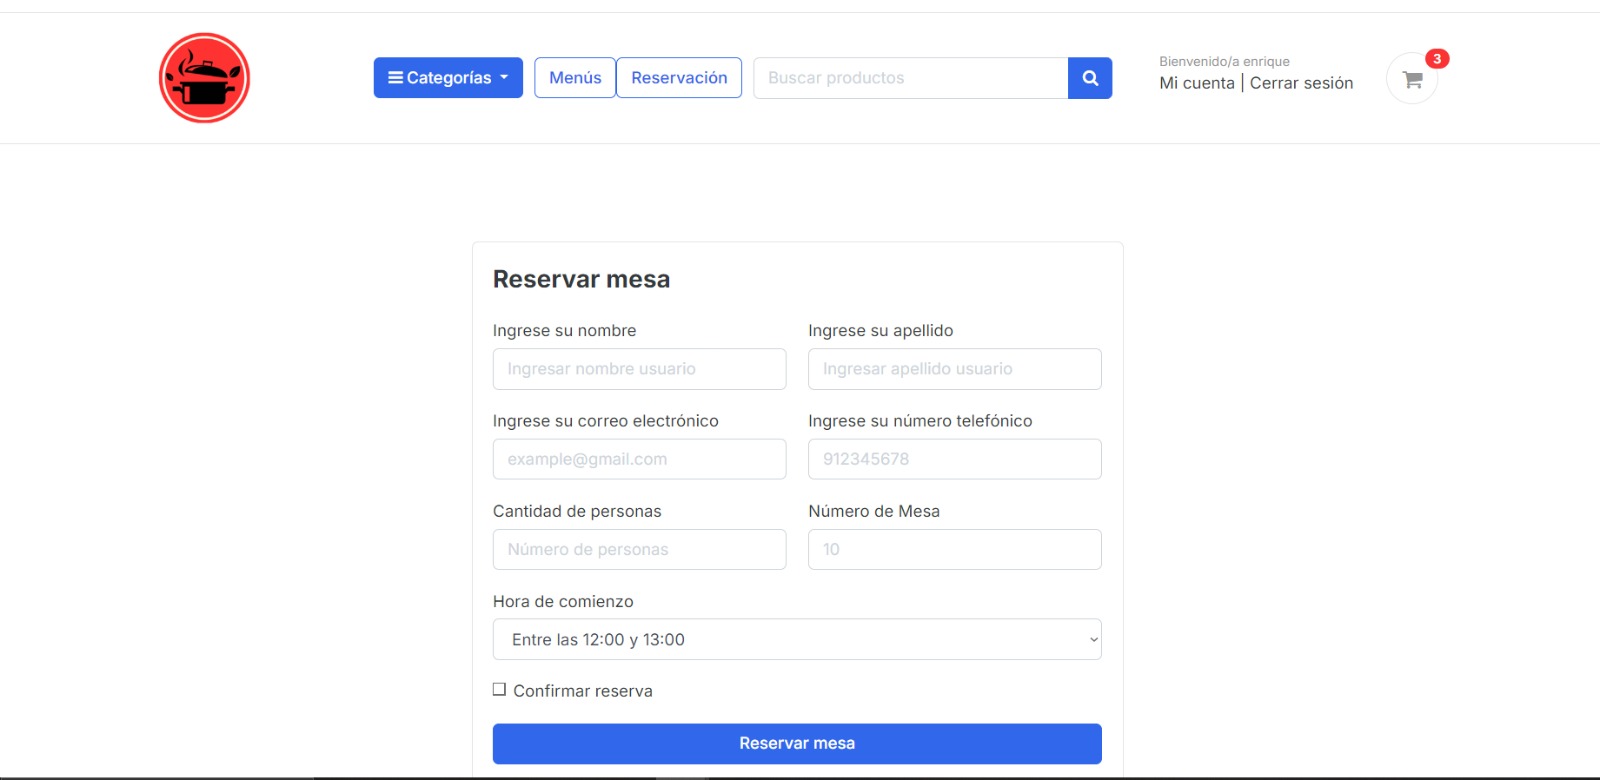 Categorías
Menús
Reservación
Buscar productos
Bienvenido/a enrique
Mi cuenta | Cerrar sesión
3
Reservar mesa
Ingrese su nombre
Ingrese su apellido
Ingresar nombre usuario
Ingresar apellido usuario
Ingrese su correo electrónico
Ingrese su número telefónico
example@gmail.com
912345678
Cantidad de personas
Número de Mesa
Número de personas
10
Hora de comienzo
Entre las 12:00 y 13:00
Confirmar reserva
Reservar mesa